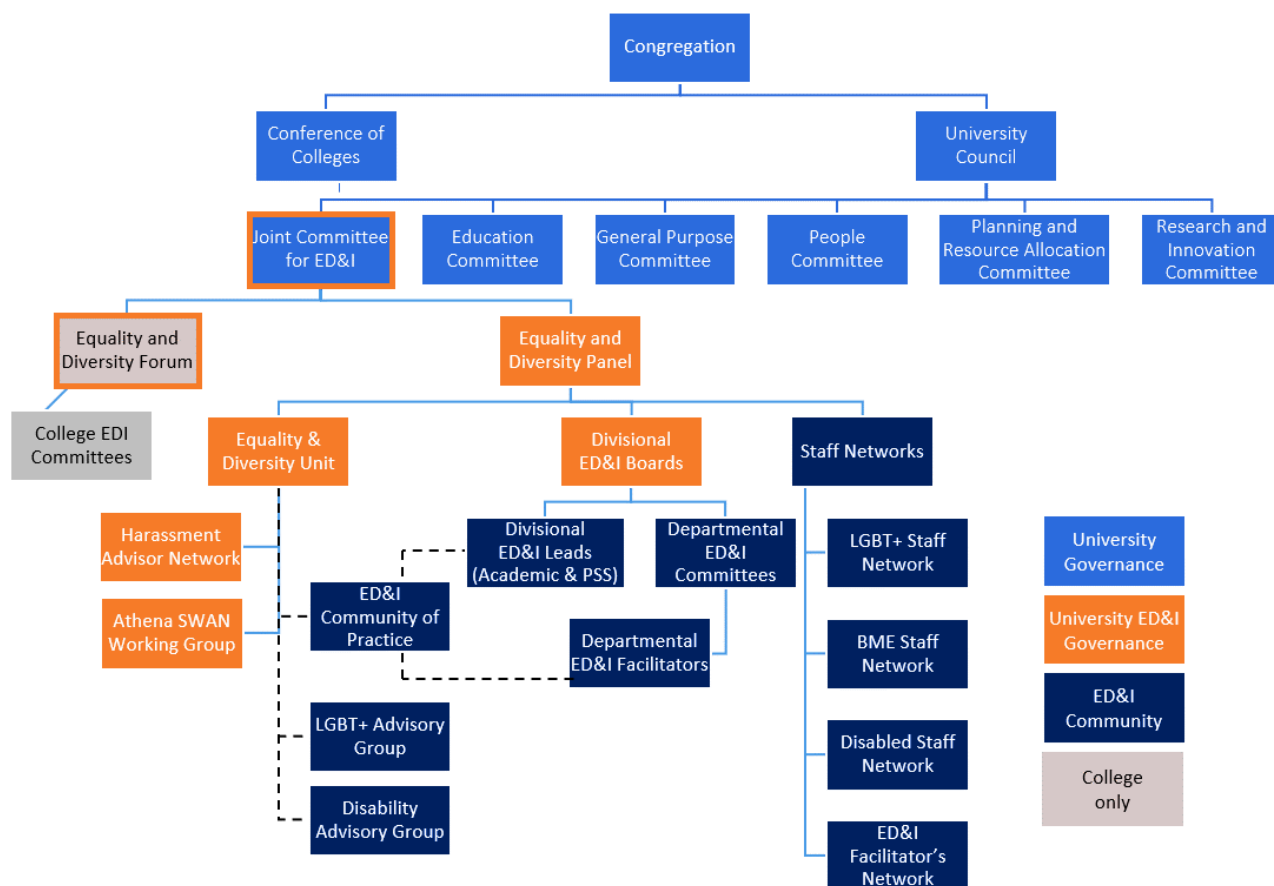 Congregation
Conference of
Colleges
University
Council
Joint Committee
for ED&I
Education
Committee
General Purpose
Committee
People
Committee
Planning and
Resource Allocation
Committee
Research and
Innovation
Committee
Equality and
Diversity Forum
Equality and
Diversity Panel
College EDI
Committees
Equality &
Diversity Unit
Divisional
ED&I Boards
Staff Networks
Harassment
Advisor Network
Athena SWAN
Working Group
ED&I
Community of
Practice
LGBT+ Advisory
Group
Disability
Advisory Group
Divisional
ED&I Leads
(Academic & PSS)
Departmental
ED&I
Committees
Departmental
ED&I Facilitators
LGBT+ Staff
Network
BME Staff
Network
Disabled Staff
Network
ED&I
Facilitator's
Network
University
Governance
University ED&I
Governance
ED&I
Community
College
only